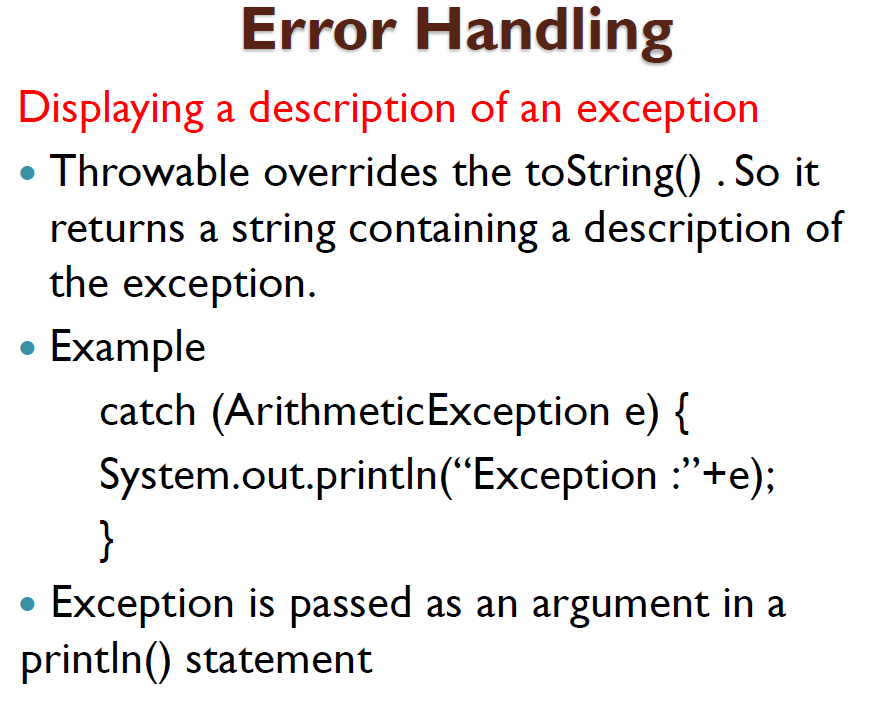 Error Handling
Displaying a description of an exception
• Throwable overrides the toString() . So it
returns a string containing a description of
the exception.
• Example
catch (ArithmeticException e) {
System.out.println(“Exception :”+e);
}
• Exception is passed as an argument in a
println() statement